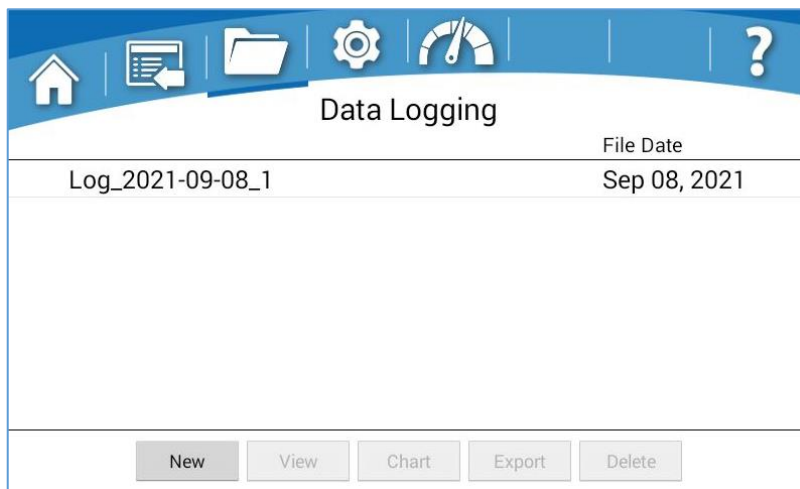 ?
Data Logging
File Date
Log_2021-09-08_1 Sep 08, 2021
New View Chart Export Delete